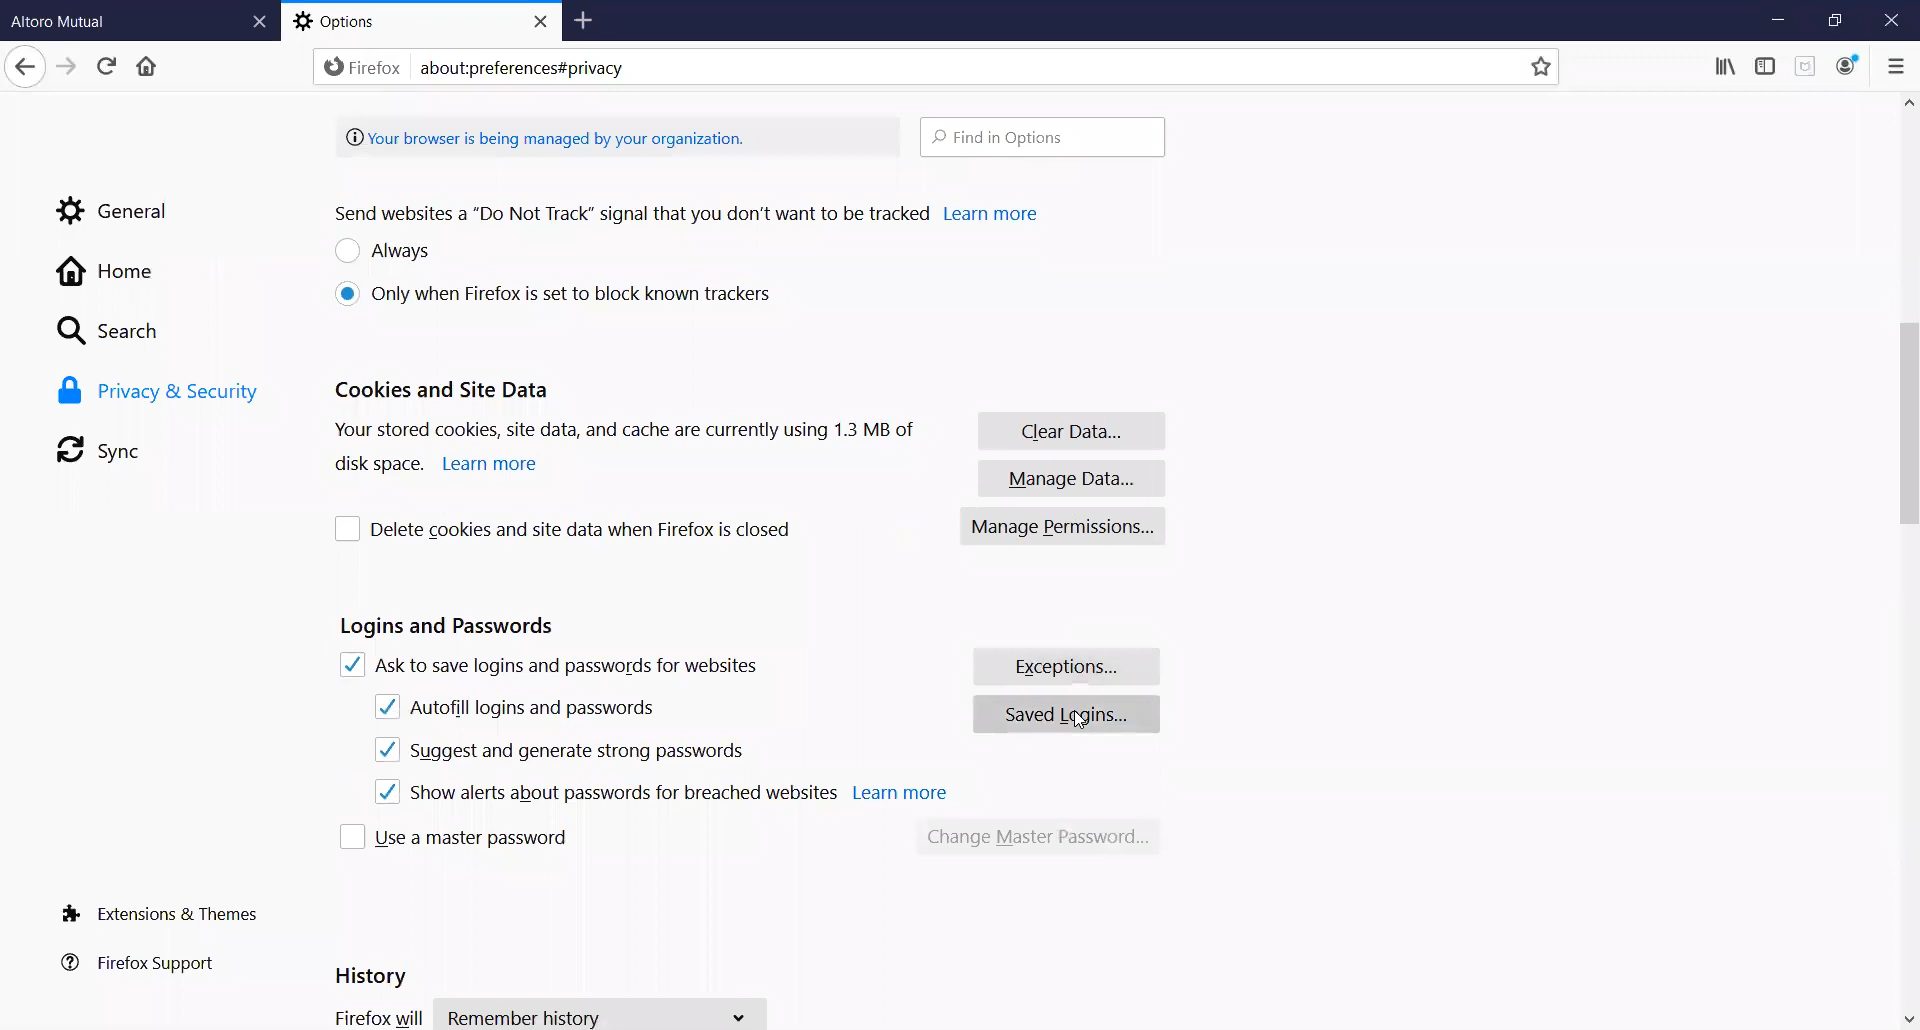 Altoro Mutual
Options
Firefox about:preferences#privacy
Your browser is being managed by your organization.
Find in Options
General
Home
Search
Privacy & Security
Sync
Extensions & Themes
Firefox Support
Send websites a “Do Not Track” signal that you don’t want to be tracked Learn more
Always
Only when Firefox is set to block known trackers
Cookies and Site Data
Your stored cookies, site data, and cache are currently using 1.3 MB of
disk space. Learn more
Clear Data...
Manage Data...
Delete cookies and site data when Firefox is closed
Manage Permissions...
Logins and Passwords
Ask to save logins and passwords for websites
Exceptions...
Autofill logins and passwords
Saved Logins...
Suggest and generate strong passwords
Show alerts about passwords for breached websites Learn more
Use a master password
Change Master Password...
History
Firefox will Remember history